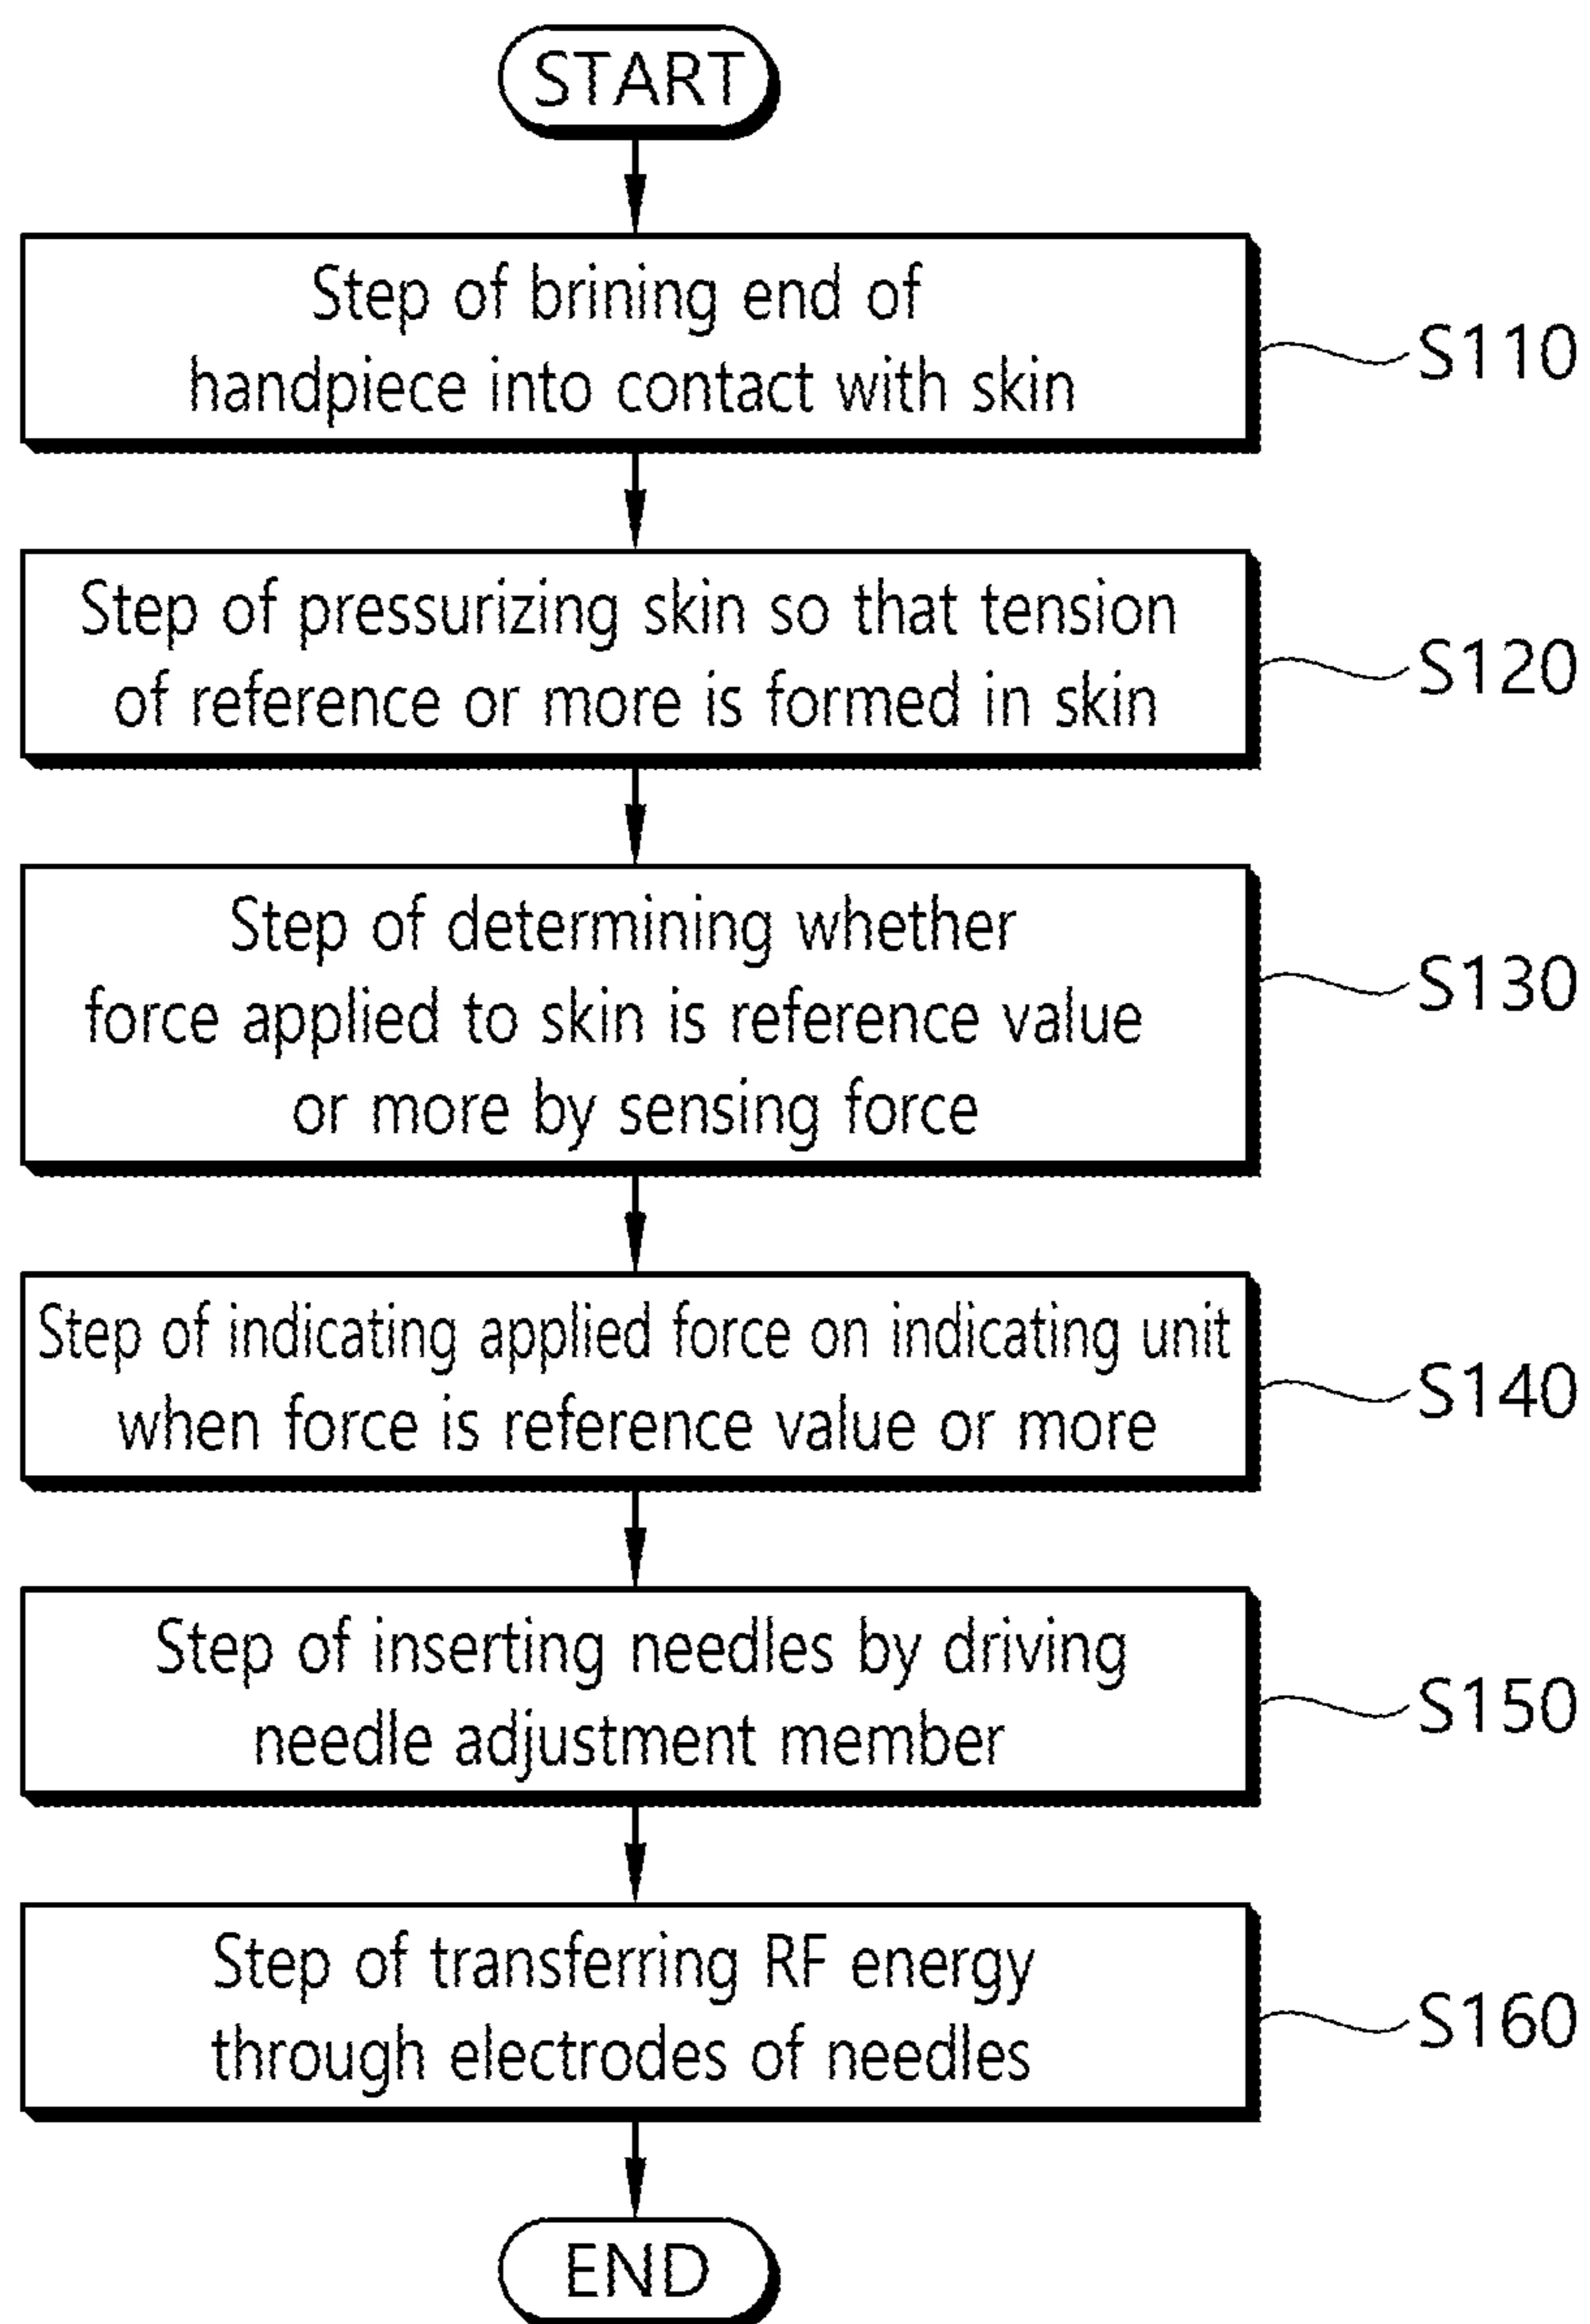 START
Step of brining end of
handpiece into contact with skin
S110
Step of pressurizing skin so that tension
of reference or more is formed in skin
S120
Step of determining whether
force applied to skin is reference value
or more by sensing force
S130
Step of indicating applied force on indicating unit
when force is reference value or more
S140
Step of inserting needles by driving
needle adjustment member
S150
Step of transferring RF energy
through electrodes of needles
S160
END